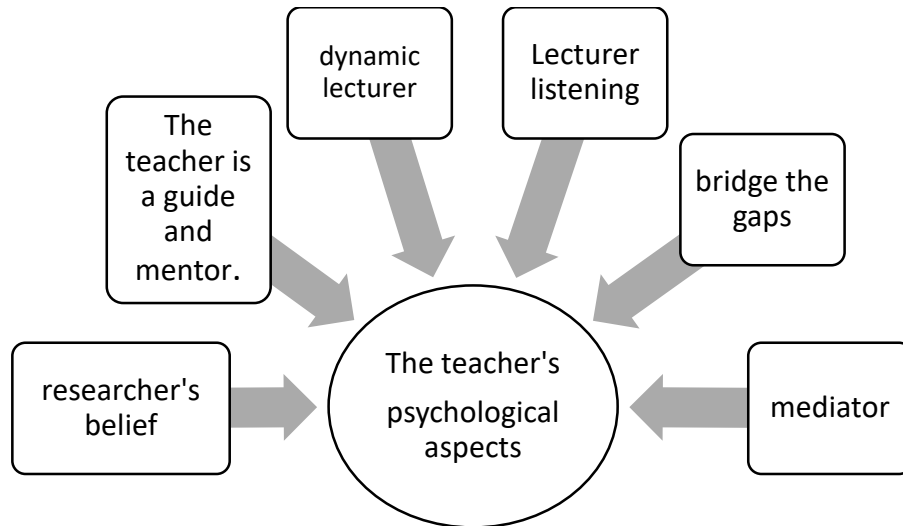 dynamic
lecturer
Lecturer
listening
The
teacher is
a guide
and
mentor.
bridge the
gaps
researcher's
belief
The teacher's
psychological
aspects
mediator